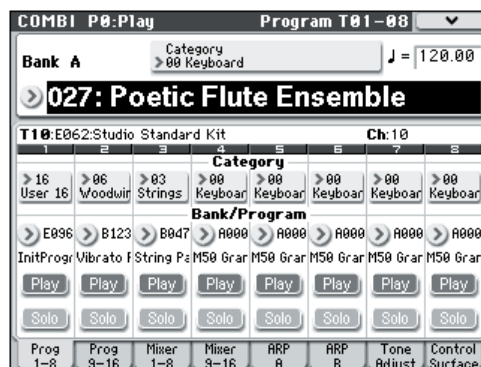 COMBI P0:Play Program T01-08
Bank A
Category
00 Keyboard
♩ = 120.00
027: Poetic Flute Ensemble
T10:E062:Studio Standard Kit Ch:10
1 2 3 4 5 6 7 8
Category
16 06 03 00 00 00 00 00
User 16 Woodwin Strings Keyboar Keyboar Keyboar Keyboar Keyboar
Bank/Program
E096 B123 B047 A000 A000 A000 A000 A000
InitProgr Vibrato F String Pa M50 Gran M50 Gran M50 Gran M50 Gran M50 Gran
Play Play Play Play Play Play Play Play
Solo Solo Solo Solo Solo Solo Solo Solo
Prog Prog Mixer Mixer ARP ARP Tone Control
1-8 9-16 1-8 9-16 A B Adjust Surface